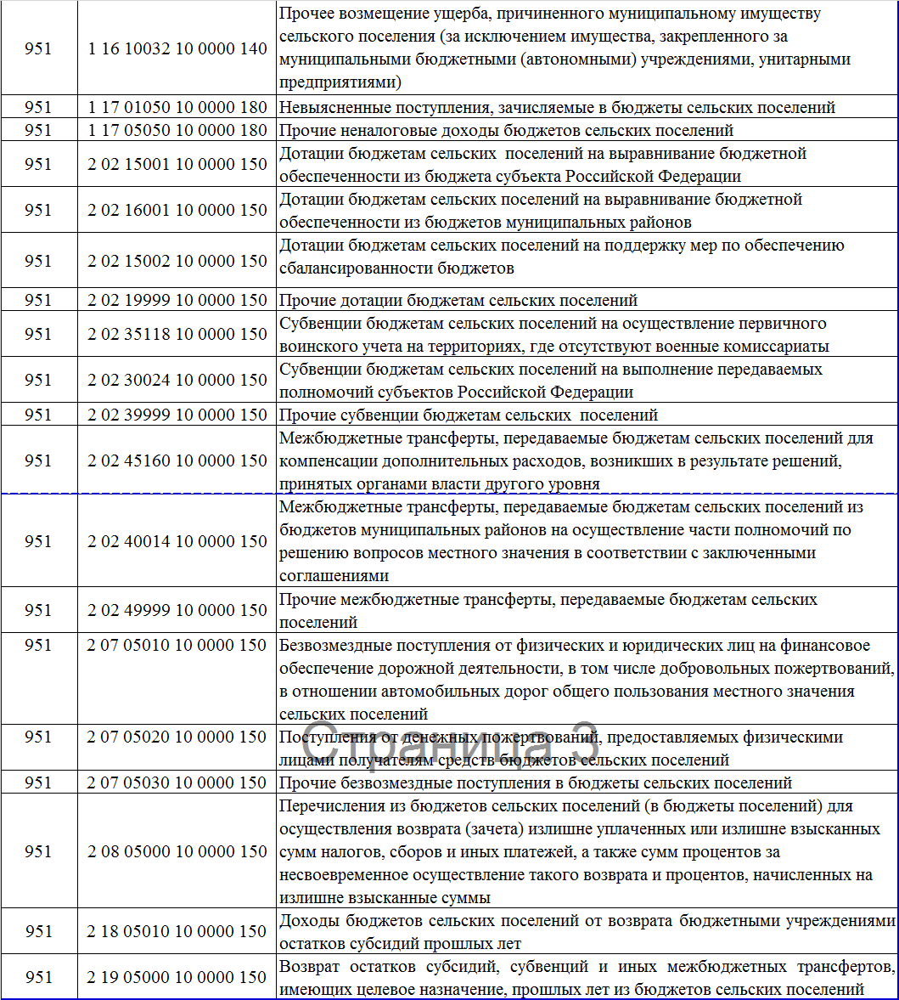 Прочее возмещение ущерба, причиненного муниципальному имуществу
сельского поселения (за исключением имущества, закрепленного за
951 1 16 10032 10 0000 140
муниципальными бюджетными (автономными) учреждениями, унитарными
предприятиями)
951 1 17 01050 10 0000 180 Невыясненные поступления, зачисляемые в бюджеты сельских поселений
951 1 17 05050 10 0000 180 Прочие неналоговые доходы бюджетов сельских поселений
951 2 02 15001 10 0000 150 Дотации бюджетам сельских  поселений на выравнивание бюджетной
обеспеченности из бюджета субъекта Российской Федерации
951 2 02 16001 10 0000 150 Дотации бюджетам сельских поселений на выравнивание бюджетной
обеспеченности из бюджетов муниципальных районов
951 2 02 15002 10 0000 150 Дотации бюджетам сельских поселений на поддержку мер по обеспечению
сбалансированности бюджетов
951 2 02 19999 10 0000 150 Прочие дотации бюджетам сельских поселений
951 2 02 35118 10 0000 150 Субвенции бюджетам сельских поселений на осуществление первичного
воинского учета на территориях, где отсутствуют военные комиссариаты
951 2 02 30024 10 0000 150 Субвенции бюджетам сельских поселений на выполнение передаваемых
полномочий субъектов Российской Федерации
951 2 02 39999 10 0000 150 Прочие субвенции бюджетам сельских  поселений
Межбюджетные трансферты, передаваемые бюджетам сельских поселений для
951 2 02 45160 10 0000 150 компенсации дополнительных расходов, возникших в результате решений,
принятых органами власти другого уровня
Межбюджетные трансферты, передаваемые бюджетам сельских поселений из
бюджетов муниципальных районов на осуществление части полномочий по
951 2 02 40014 10 0000 150
решению вопросов местного значения в соответствии с заключенными
соглашениями
951 2 02 49999 10 0000 150 Прочие межбюджетные трансферты, передаваемые бюджетам сельских
поселений
951 2 07 05010 10 0000 150 Безвозмездные поступления от физических и юридических лиц на финансовое
обеспечение дорожной деятельности, в том числе добровольных пожертвований,
в отношении автомобильных дорог общего пользования местного значения
сельских поселений
951 2 07 05020 10 0000 150 Поступления от денежных пожертвований, предоставляемых физическими
Страница 3
лицами получателям средств бюджетов сельских поселений
951 2 07 05030 10 0000 150 Прочие безвозмездные поступления в бюджеты сельских поселений
Перечисления из бюджетов сельских поселений (в бюджеты поселений) для
осуществления возврата (зачета) излишне уплаченных или излишне взысканных
951 2 08 05000 10 0000 150 сумм налогов, сборов и иных платежей, а также сумм процентов за
несвоевременное осуществление такого возврата и процентов, начисленных на
излишне взысканные суммы
951 2 18 05010 10 0000 150 Доходы бюджетов сельских поселений от возврата бюджетными учреждениями
остатков субсидий прошлых лет
951 2 19 05000 10 0000 150 Возврат остатков субсидий, субвенций и иных межбюджетных трансфертов,
имеющих целевое назначение, прошлых лет из бюджетов сельских поселений